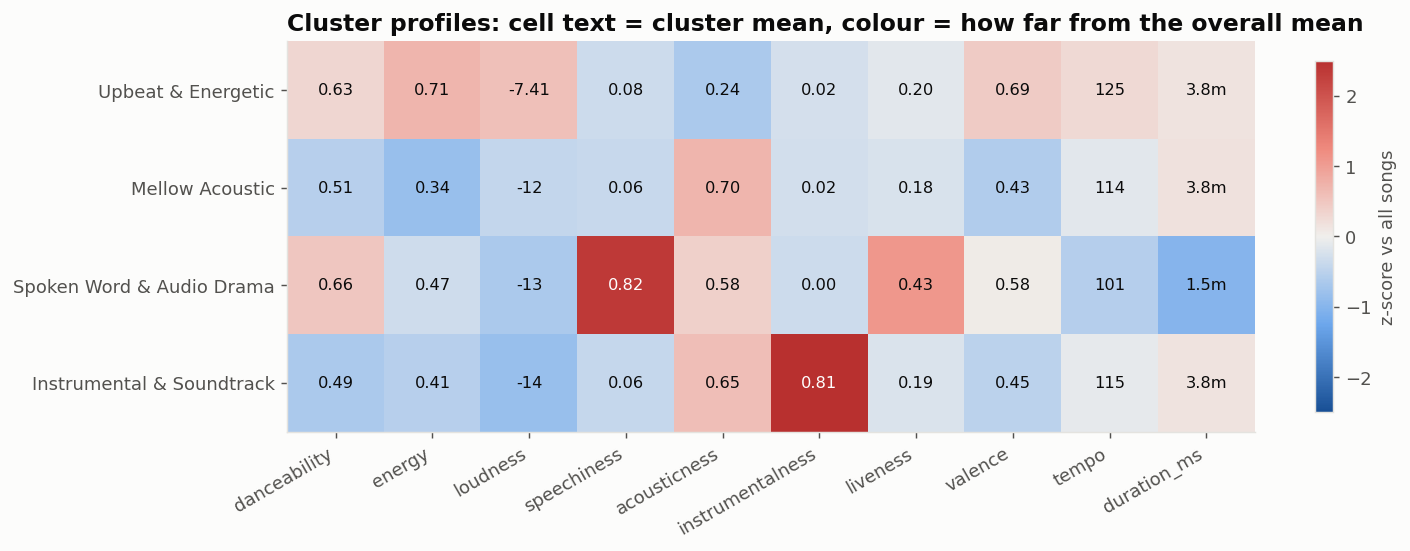 Cluster profiles: cell text = cluster mean, colour = how far from the overall mean
Upbeat & Energetic 0.63 0.71 -7.41 0.08 0.24 0.02 0.20 0.69 125 3.8m
Mellow Acoustic 0.51 0.34 -12 0.06 0.70 0.02 0.18 0.43 114 3.8m
Spoken Word & Audio Drama 0.66 0.47 -13 0.82 0.58 0.00 0.43 0.58 101 1.5m
Instrumental & Soundtrack 0.49 0.41 -14 0.06 0.65 0.81 0.19 0.45 115 3.8m
danceability energy loudness speechiness acousticness instrumentalness liveness valence tempo duration_ms
2
1
0
−1
−2
z-score vs all songs